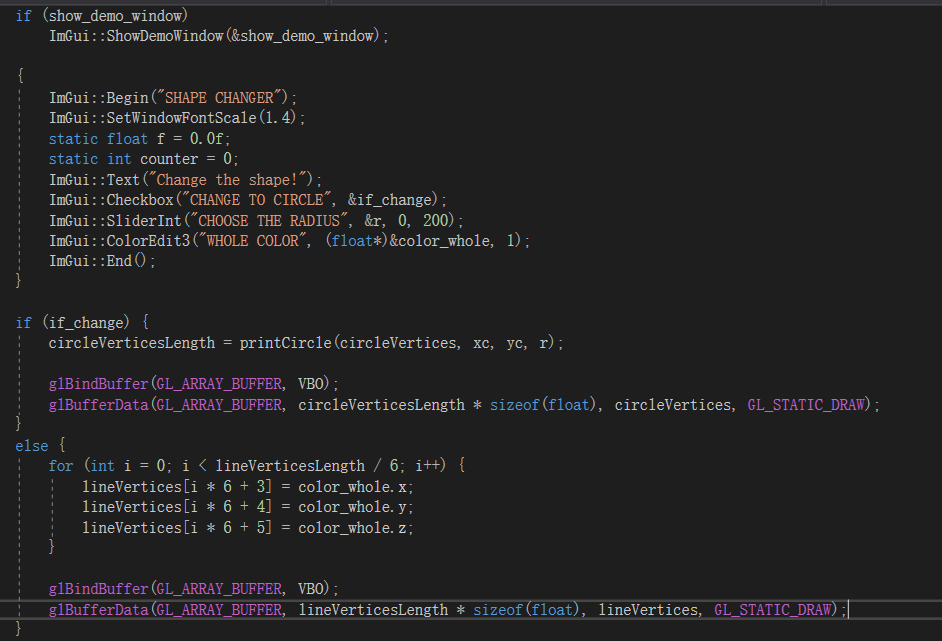 if (show_demo_window)
    ImGui::ShowDemoWindow(&show_demo_window);

{
    ImGui::Begin("SHAPE CHANGER");
    ImGui::SetWindowFontScale(1.4);
    static float f = 0.0f;
    static int counter = 0;
    ImGui::Text("Change the shape!");
    ImGui::Checkbox("CHANGE TO CIRCLE", &if_change);
    ImGui::SliderInt("CHOOSE THE RADIUS", &r, 0, 200);
    ImGui::ColorEdit3("WHOLE COLOR", (float*)&color_whole, 1);
    ImGui::End();
}

if (if_change) {
    circleVerticesLength = printCircle(circleVertices, xc, yc, r);

    glBindBuffer(GL_ARRAY_BUFFER, VBO);
    glBufferData(GL_ARRAY_BUFFER, circleVerticesLength * sizeof(float), circleVertices, GL_STATIC_DRAW);
}
else {
    for (int i = 0; i < lineVerticesLength / 6; i++) {
        lineVertices[i * 6 + 3] = color_whole.x;
        lineVertices[i * 6 + 4] = color_whole.y;
        lineVertices[i * 6 + 5] = color_whole.z;
    }

    glBindBuffer(GL_ARRAY_BUFFER, VBO);
    glBufferData(GL_ARRAY_BUFFER, lineVerticesLength * sizeof(float), lineVertices, GL_STATIC_DRAW);
}